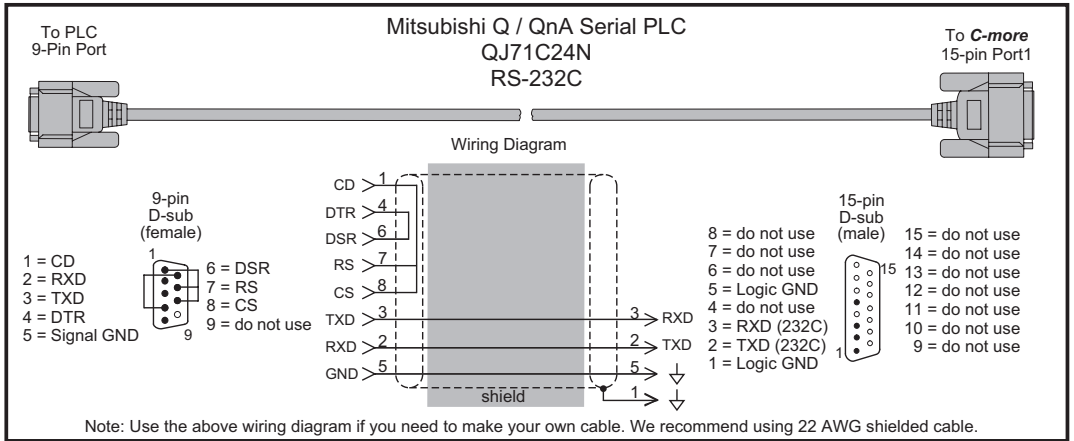 To PLC
9-Pin Port
Mitsubishi Q / QnA Serial PLC
QJ71C24N
RS-232C
To C-more
15-pin Port1
Wiring Diagram
9-pin
D-sub
(female)
1
9
1 = CD
2 = RXD
3 = TXD
4 = DTR
5 = Signal GND
6 = DSR
7 = RS
8 = CS
9 = do not use
CD 1
DTR 4
DSR 6
RS 7
CS 8
TXD 3
RXD 2
GND 5
shield
3 RXD
2 TXD
5
1
8 = do not use
7 = do not use
6 = do not use
5 = Logic GND
4 = do not use
3 = RXD (232C)
2 = TXD (232C)
1 = Logic GND
15-pin
D-sub
(male)
15
1
15 = do not use
14 = do not use
13 = do not use
12 = do not use
11 = do not use
10 = do not use
9 = do not use
Note: Use the above wiring diagram if you need to make your own cable. We recommend using 22 AWG shielded cable.